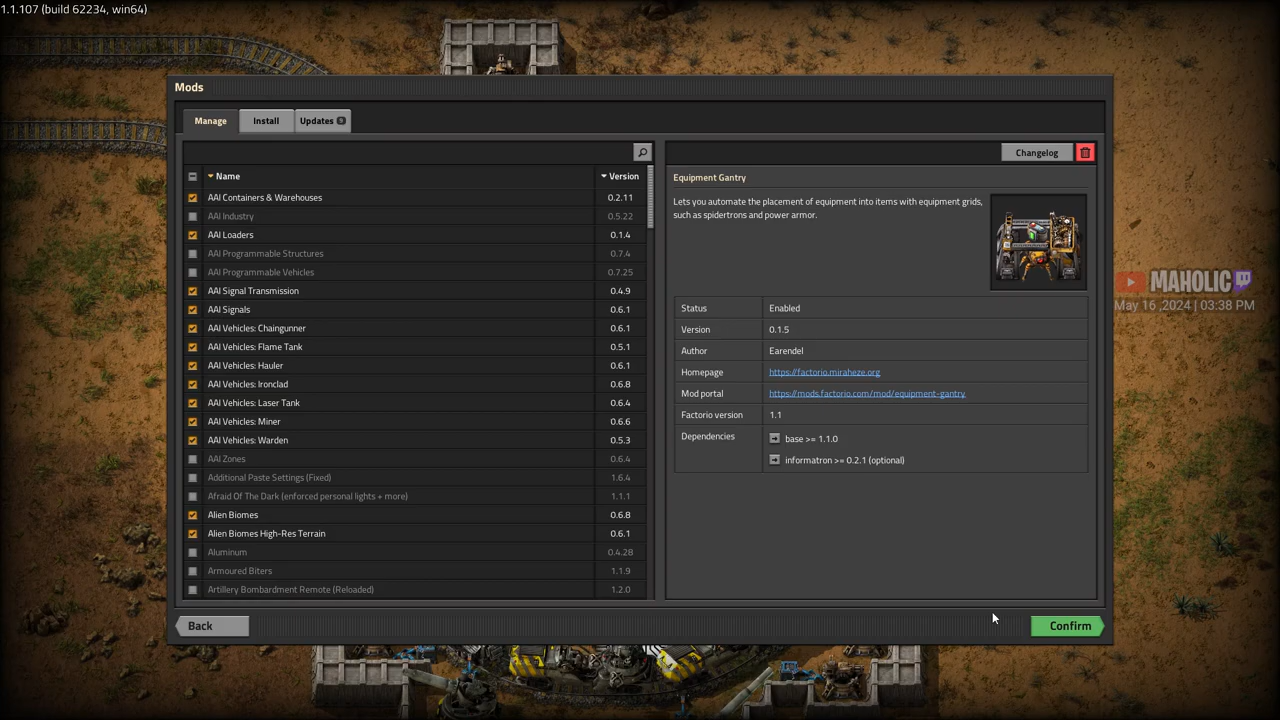 1.1.107 (build 62234, win64)
Mods
Manage Install Updates 9
Name Version
AAI Containers & Warehouses 0.2.11
AAI Industry 0.5.22
AAI Loaders 0.1.4
AAI Programmable Structures 0.7.4
AAI Programmable Vehicles 0.7.25
AAI Signal Transmission 0.4.9
AAI Signals 0.6.1
AAI Vehicles: Chaingunner 0.6.1
AAI Vehicles: Flame Tank 0.5.1
AAI Vehicles: Hauler 0.6.1
AAI Vehicles: Ironclad 0.6.8
AAI Vehicles: Laser Tank 0.6.4
AAI Vehicles: Miner 0.6.6
AAI Vehicles: Warden 0.5.3
AAI Zones 0.6.4
Additional Paste Settings (Fixed) 1.6.4
Afraid Of The Dark (enforced personal lights + more) 1.1.1
Alien Biomes 0.6.8
Alien Biomes High-Res Terrain 0.6.1
Aluminum 0.4.28
Armoured Biters 1.1.9
Artillery Bombardment Remote (Reloaded) 1.2.0
Changelog
Equipment Gantry
Lets you automate the placement of equipment into items with equipment grids,
such as spidertrons and power armor.
Status Enabled
Version 0.1.5
Author Earendel
Homepage https://factorio.miraheze.org
Mod portal https://mods.factorio.com/mod/equipment-gantry
Factorio version 1.1
Dependencies base >= 1.1.0
informatron >= 0.2.1 (optional)
MAHOLIC
May 16 ,2024 | 03:38 PM
Back Confirm